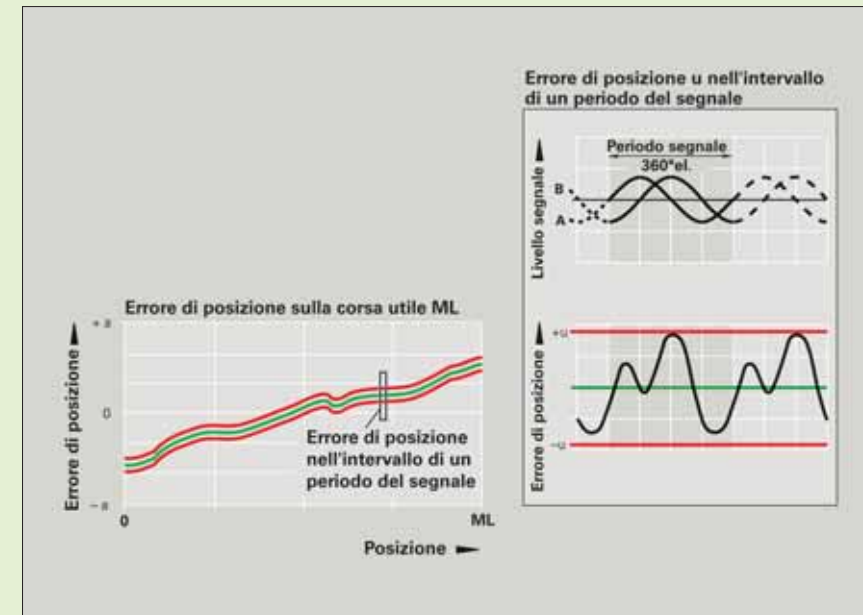 Errore di posizione u nell'intervallo
di un periodo del segnale
Livello segnale
Periodo segnale
360°el.
B
A
Errore di posizione
+u
−u
Errore di posizione sulla corsa utile ML
Errore di posizione
+ a
0
− a
Errore di posizione
nell'intervallo di un
periodo del segnale
0
ML
Posizione